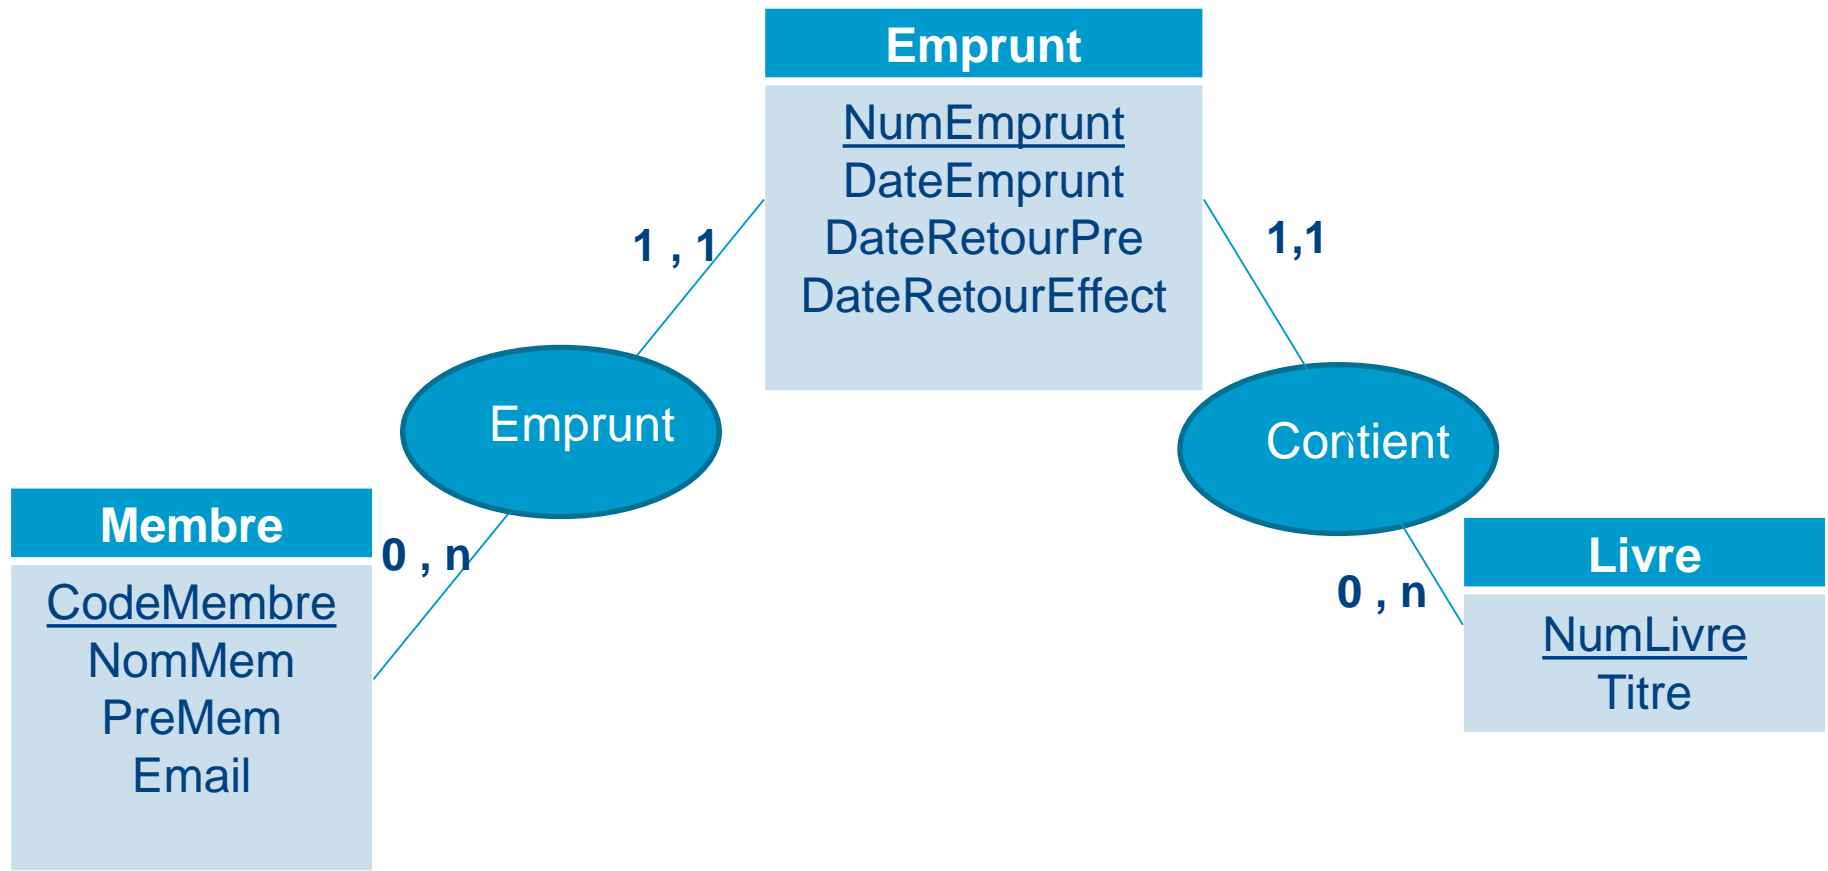 Emprunt
NumEmprunt
DateEmprunt
DateRetourPre
DateRetourEffect
1 , 1
1,1
Emprunt
Contient
Membre
CodeMembre
NomMem
PreMem
Email
0 , n
0 , n
Livre
NumLivre
Titre